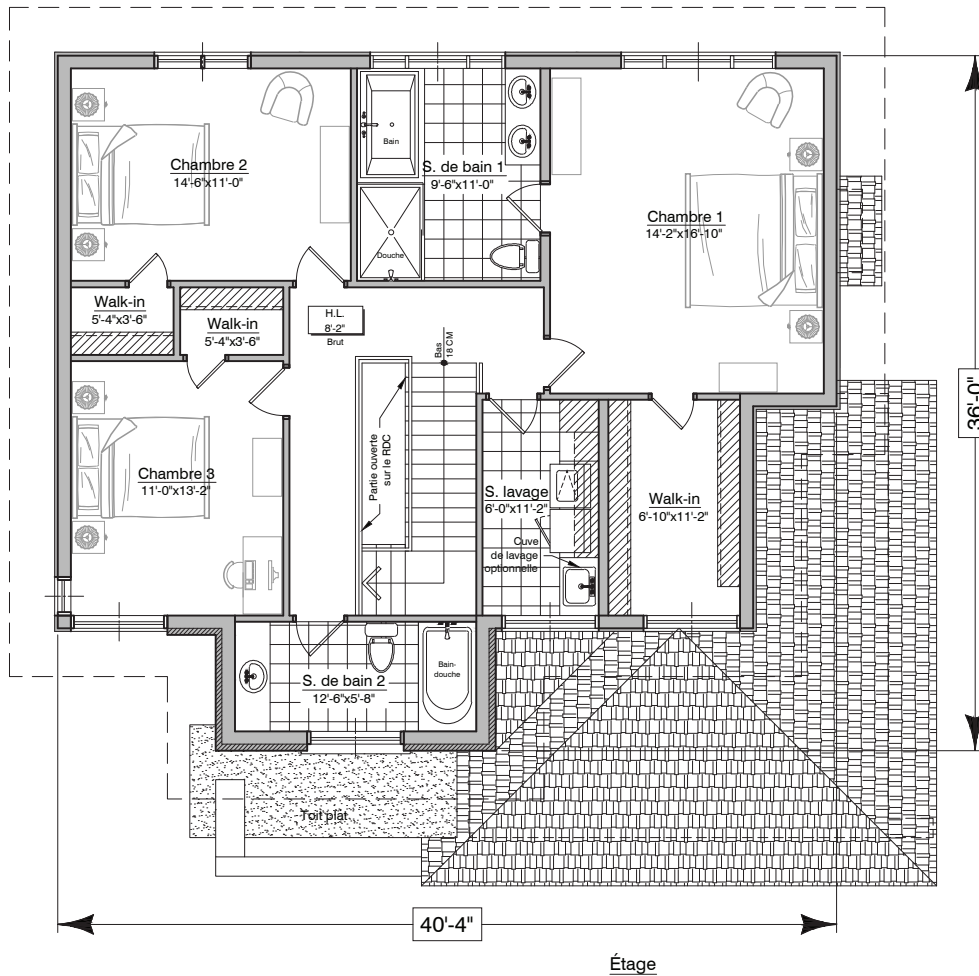 Bain
Chambre 2
14'-6"x11'-0"
S. de bain 1
9'-6"x11'-0"
Chambre 1
14'-2"x16'-10"
Douche
Walk-in
5'-4"x3'-6"
Walk-in
5'-4"x3'-6"
H.L.
8'-2"
Brut
Bas
18 CM
36'-0"
Partie ouverte
sur le RDC
Chambre 3
11'-0"x13'-2"
S. lavage
6'-0"x11'-2"
Walk-in
6'-10"x11'-2"
Cuve
de lavage
optionnelle
S. de bain 2
12'-6"x5'-8"
Bain-
douche
Toit plat
40'-4"
Étage